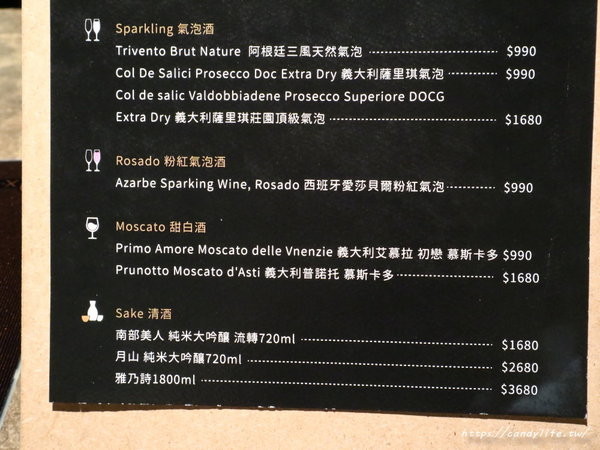 Sparkling 氣泡酒
Trivento Brut Nature 阿根廷三風天然氣泡 $990
Col De Salici Prosecco Doc Extra Dry 義大利薩里琪氣泡 $990
Col de salic Valdobbiadene Prosecco Superiore DOCG
Extra Dry 義大利薩里琪莊園頂級氣泡 $1680
Rosado 粉紅氣泡酒
Azarbe Sparking Wine, Rosado 西班牙愛莎貝爾粉紅氣泡 $990
Moscato 甜白酒
Primo Amore Moscato delle Vnenzie 義大利艾慕拉 初戀 慕斯卡多 $990
Prunotto Moscato d'Asti 義大利普諾托 慕斯卡多 $1680
Sake 清酒
南部美人 純米大吟釀 流轉720ml $1680
月山 純米大吟釀720ml $2680
雅乃詩1800ml $3680
https://candylife.tw/